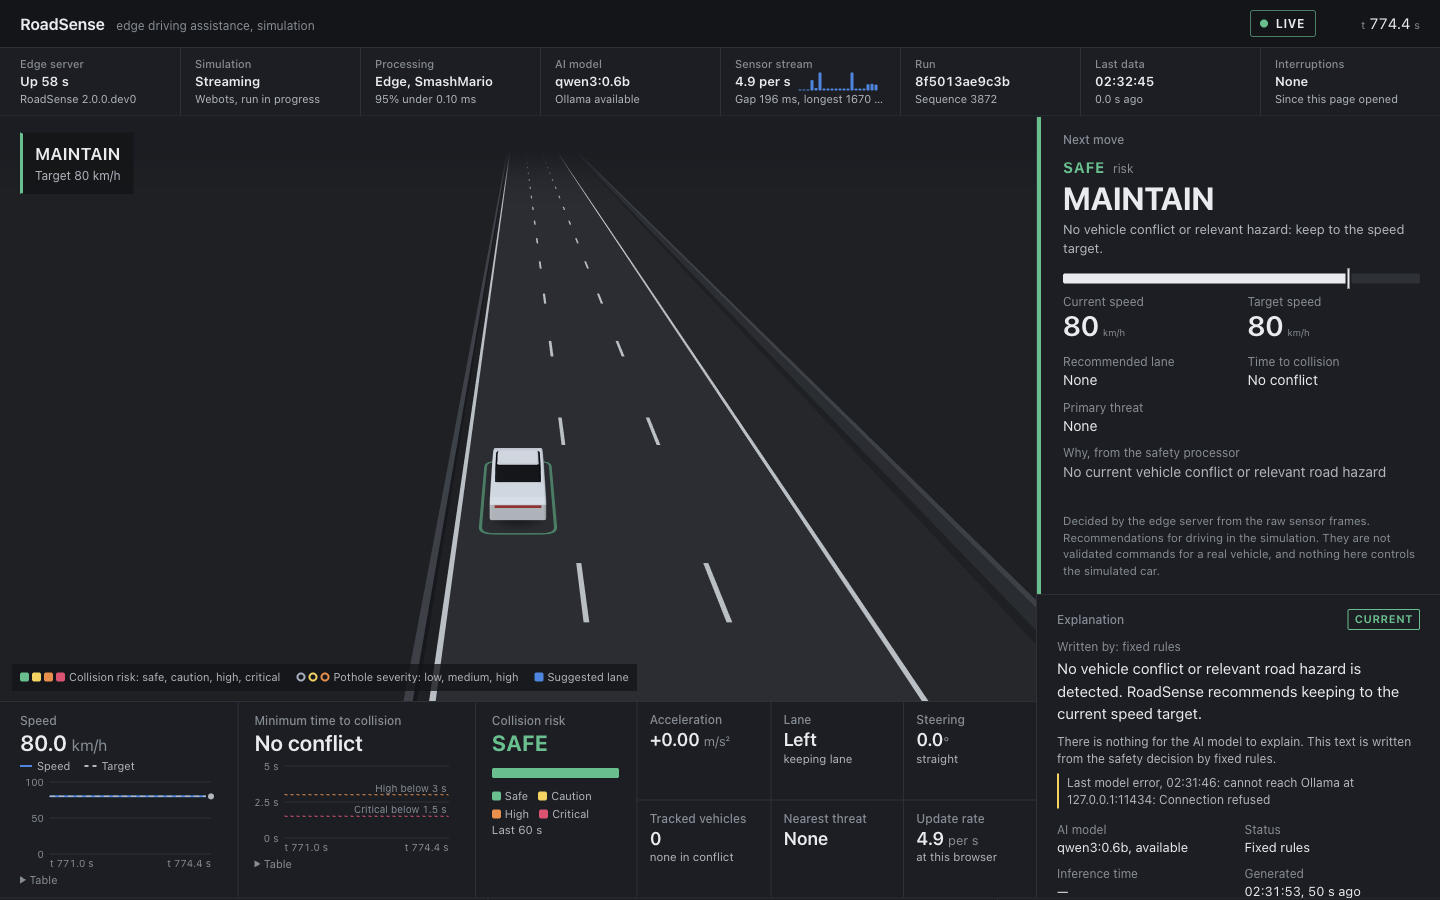 RoadSense edge driving assistance, simulation
LIVE
t 774.4 s
Edge server
Up 58 s
RoadSense 2.0.0.dev0
Simulation
Streaming
Webots, run in progress
Processing
Edge, SmashMario
95% under 0.10 ms
AI model
qwen3:0.6b
Ollama available
Sensor stream
4.9 per s
Gap 196 ms, longest 1670 ...
Run
8f5013ae9c3b
Sequence 3872
Last data
02:32:45
0.0 s ago
Interruptions
None
Since this page opened
MAINTAIN
Target 80 km/h
Collision risk: safe, caution, high, critical
Pothole severity: low, medium, high
Suggested lane
Next move
SAFE risk
MAINTAIN
No vehicle conflict or relevant hazard: keep to the speed
target.
Current speed
80 km/h
Target speed
80 km/h
Recommended lane
None
Time to collision
No conflict
Primary threat
None
Why, from the safety processor
No current vehicle conflict or relevant road hazard
Decided by the edge server from the raw sensor frames.
Recommendations for driving in the simulation. They are not
validated commands for a real vehicle, and nothing here controls
the simulated car.
Explanation
CURRENT
Written by: fixed rules
No vehicle conflict or relevant road hazard is
detected. RoadSense recommends keeping to the
current speed target.
There is nothing for the AI model to explain. This text is written
from the safety decision by fixed rules.
Last model error, 02:31:46: cannot reach Ollama at
127.0.0.1:11434: Connection refused
AI model
qwen3:0.6b, available
Status
Fixed rules
Inference time
—
Generated
02:31:53, 50 s ago
Speed
80.0 km/h
Speed
Target
100
50
0
t 771.0 s
t 774.4 s
Table
Minimum time to collision
No conflict
5 s
High below 3 s
2.5 s
Critical below 1.5 s
0 s
t 771.0 s
t 774.4 s
Table
Collision risk
SAFE
Safe
Caution
High
Critical
Last 60 s
Acceleration
+0.00 m/s²
Lane
Left
keeping lane
Steering
0.0°
straight
Tracked vehicles
0
none in conflict
Nearest threat
None
Update rate
4.9 per s
at this browser